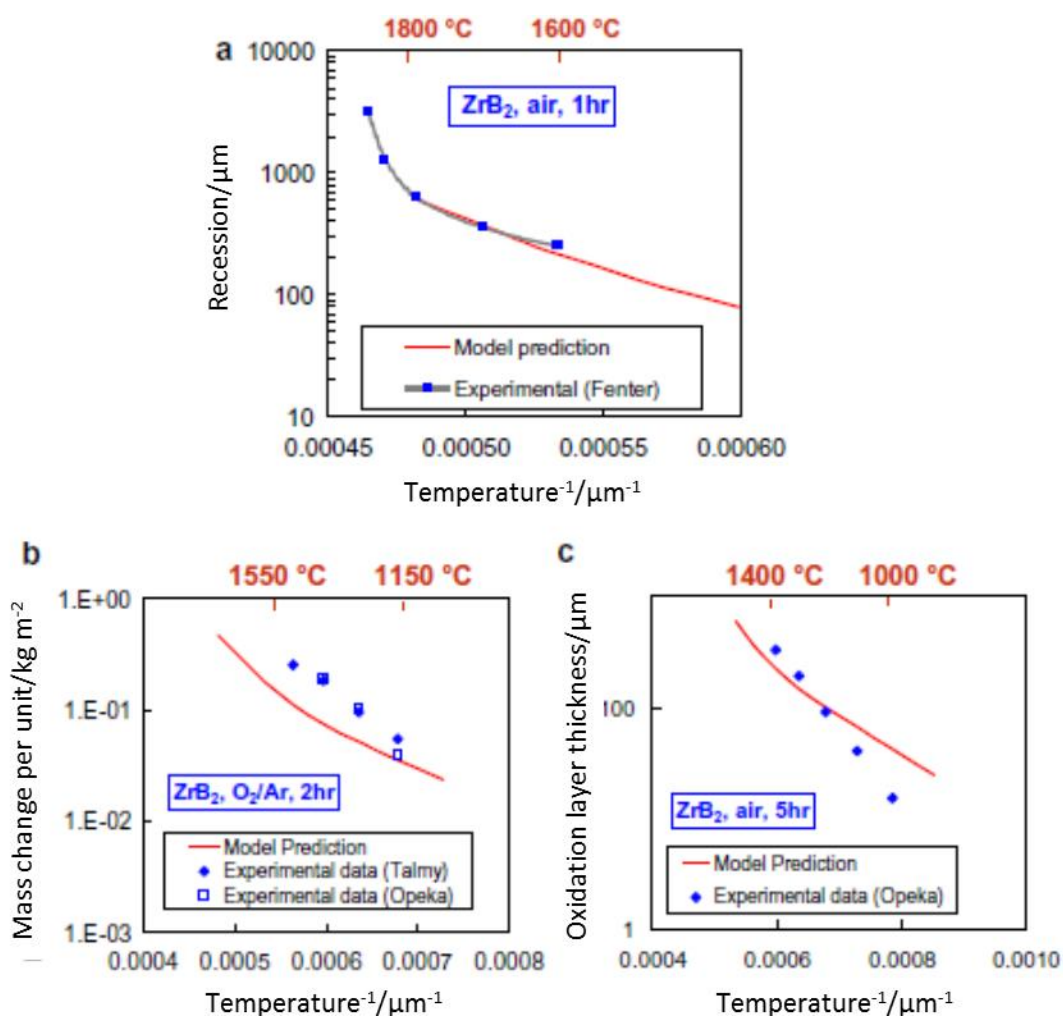 a
1800 °C 1600 °C
10000
ZrB₂, air, 1hr
1000
Recession/μm
100
Model prediction
Experimental (Fenter)
10
0.00045 0.00050 0.00055 0.00060
Temperature⁻¹/μm⁻¹
b
1550 °C 1150 °C
1.E+00
1.E-01
Mass change per unit/kg m⁻²
ZrB₂, O₂/Ar, 2hr
1.E-02
Model Prediction
Experimental data (Talmy)
Experimental data (Opeka)
1.E-03
0.0004 0.0005 0.0006 0.0007 0.0008
Temperature⁻¹/μm⁻¹
c
1400 °C 1000 °C
Oxidation layer thickness/μm
100
ZrB₂, air, 5hr
Model Prediction
Experimental data (Opeka)
1
0.0004 0.0006 0.0008 0.0010
Temperature⁻¹/μm⁻¹